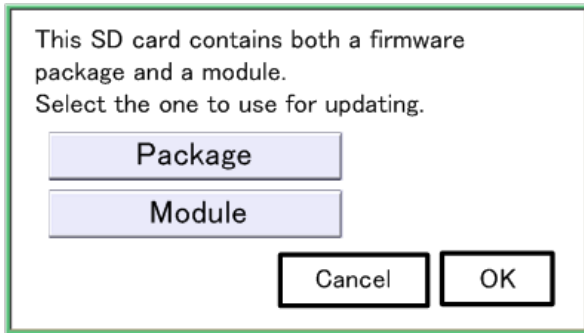 This SD card contains both a firmware
package and a module.
Select the one to use for updating.
Package
Module
Cancel
OK